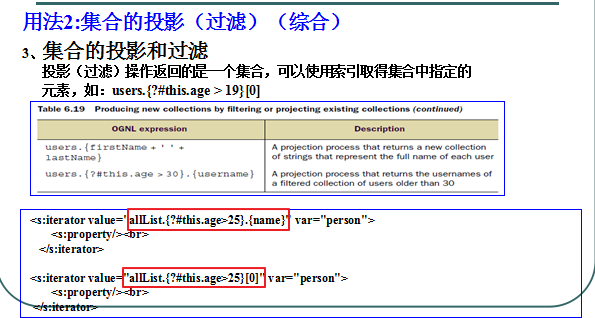 用法2:集合的投影（过滤）（综合）
3、集合的投影和过滤
投影（过滤）操作返回的是一个集合，可以使用索引取得集合中指定的
元素，如：users.{?#this.age > 19}[0]
Table 6.19 Producing new collections by filtering or projecting existing collections (continued)
OGNL expression Description
users.{firstName + ' ' +
lastName}
A projection process that returns a new collection
of strings that represent the full name of each user
users.{?#this.age > 30}.{username}
A projection process that returns the usernames of
a filtered collection of users older than 30
<s:iterator value="allList.{?#this.age>25}.{name}" var="person">
<s:property/><br>
</s:iterator>
<s:iterator value="allList.{?#this.age>25}[0]" var="person">
<s:property/><br>
</s:iterator>